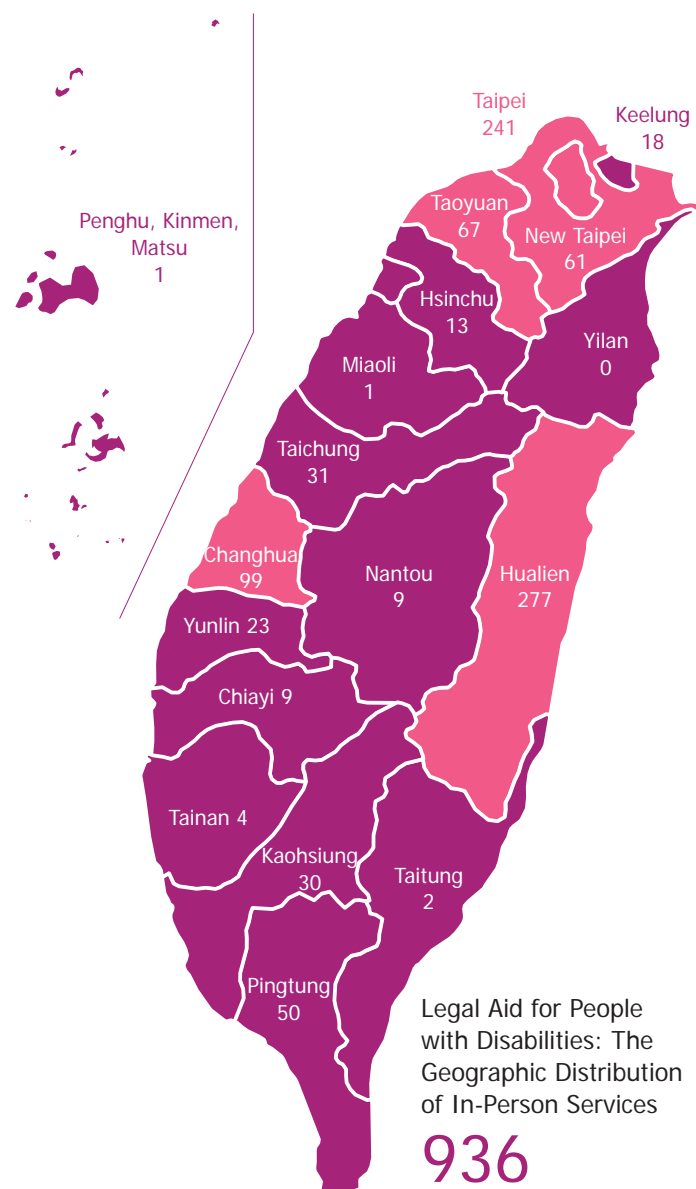 Taipei
241
Keelung
18
Penghu, Kinmen,
Matsu
1
Taoyuan
67
New Taipei
61
Hsinchu
13
Yilan
0
Miaoli
1
Taichung
31
Changhua
99
Nantou
9
Hualien
277
Yunlin 23
Chiayi 9
Tainan 4
Kaohsiung
30
Taitung
2
Pingtung
50
Legal Aid for People
with Disabilities: The
Geographic Distribution
of In-Person Services
936